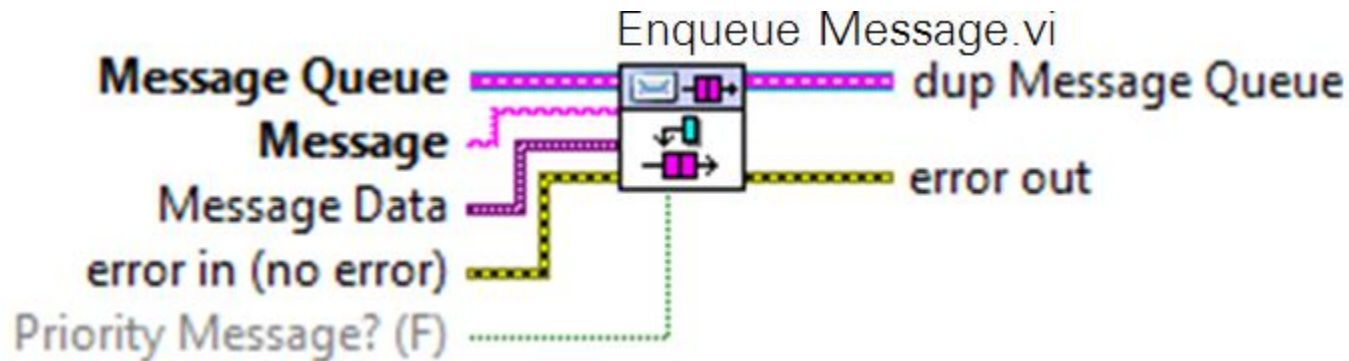 Enqueue Message.vi
Message Queue
dup Message Queue
Message
error out
Message Data
error in (no error)
Priority Message? (F)